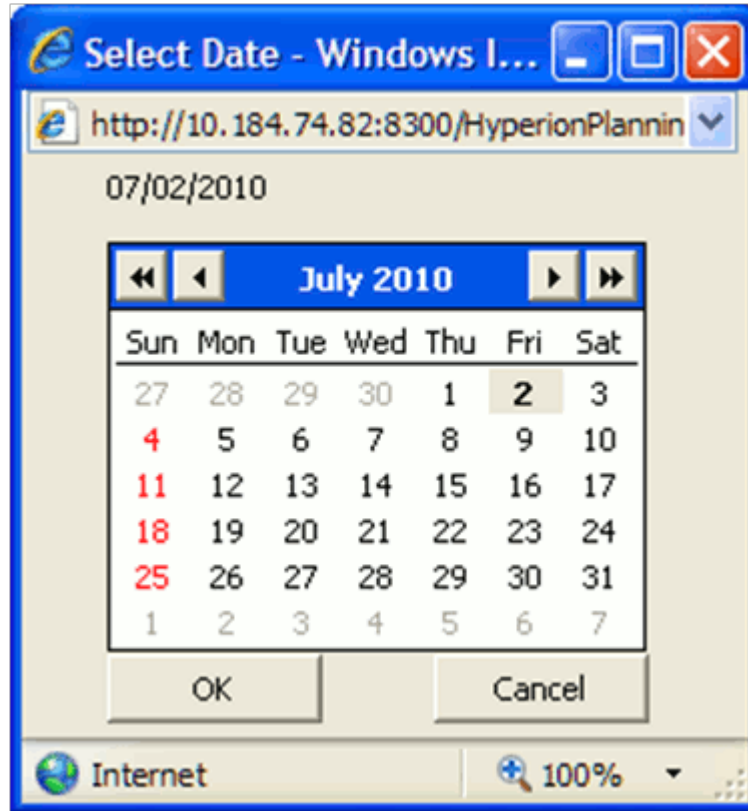 Select Date - Windows I...
http://10.184.74.82:8300/HyperionPlannin
07/02/2010
July 2010
Sun Mon Tue Wed Thu Fri Sat
27 28 29 30 1 2 3
4 5 6 7 8 9 10
11 12 13 14 15 16 17
18 19 20 21 22 23 24
25 26 27 28 29 30 31
1 2 3 4 5 6 7
OK Cancel
Internet 100%